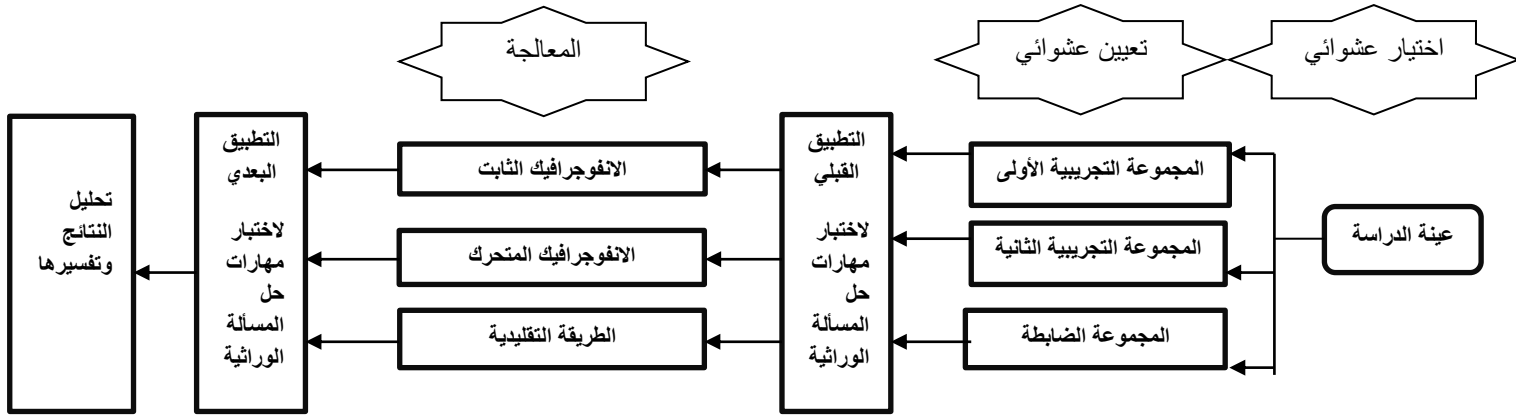 اختيار عشوائي
تعيين عشوائي
المعالجة
عينة الدراسة
المجموعة التجريبية الأولى
المجموعة التجريبية الثانية
المجموعة الضابطة
التطبيق
القبلي
لاختبار
مهارات
حل
المسألة
الوراثية
الانفوجرافيك الثابت
الانفوجرافيك المتحرك
الطريقة التقليدية
التطبيق
البعدي
لاختبار
مهارات
حل
المسألة
الوراثية
تحليل
النتائج
وتفسيرها